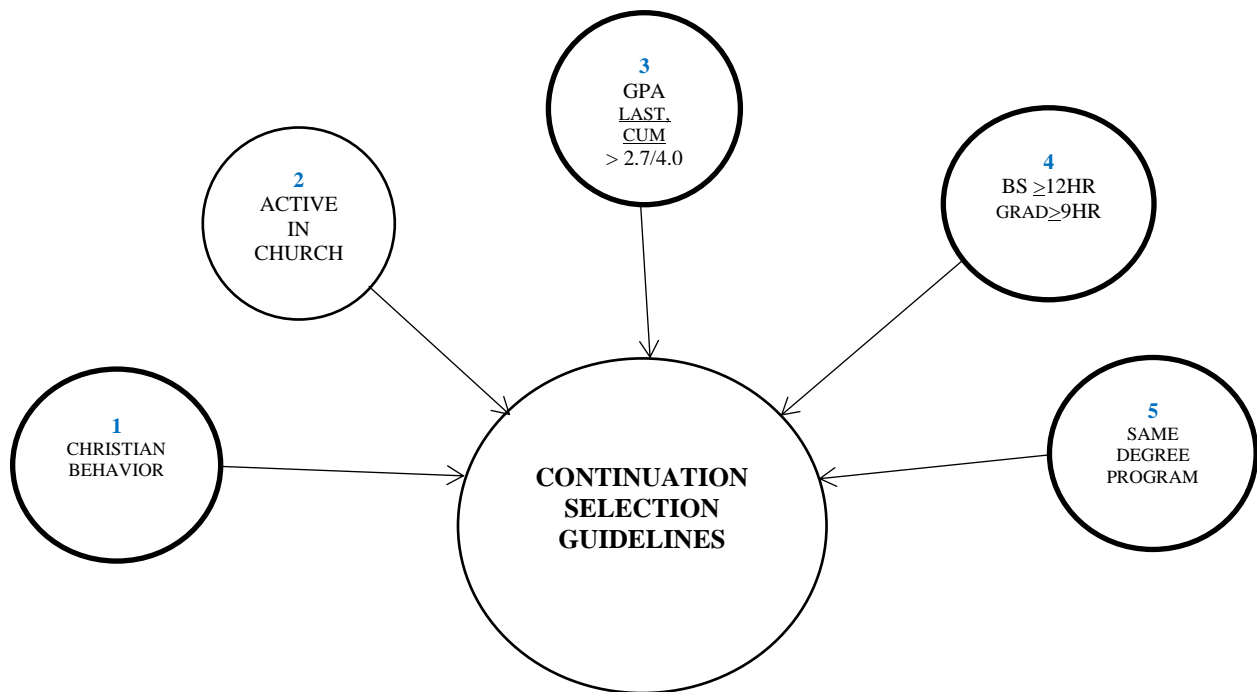 1
CHRISTIAN
BEHAVIOR
2
ACTIVE
IN
CHURCH
3
GPA
LAST,
CUM
> 2.7/4.0
4
BS ≥12HR
GRAD≥9HR
5
SAME
DEGREE
PROGRAM
CONTINUATION
SELECTION
GUIDELINES